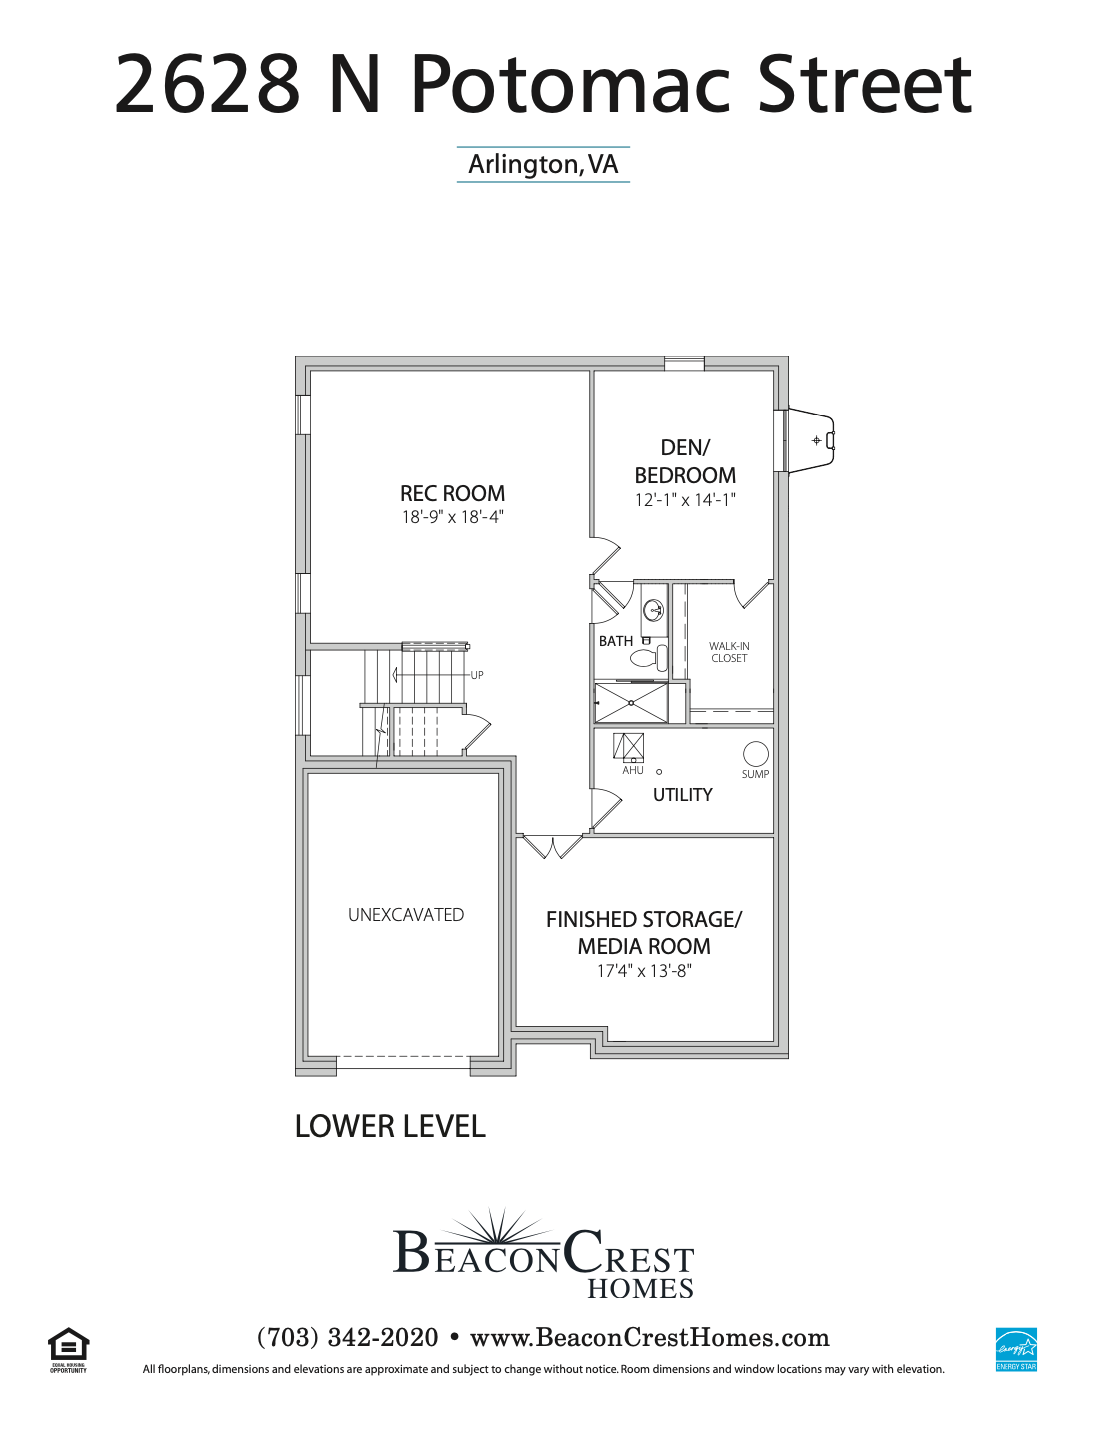 2628 N Potomac Street
Arlington, VA
DEN/
BEDROOM
12'-1" x 14'-1"
REC ROOM
18'-9" x 18'-4"
BATH
WALK-IN
CLOSET
UP
AHU
SUMP
UTILITY
UNEXCAVATED
FINISHED STORAGE/
MEDIA ROOM
17'4" x 13'-8"
LOWER LEVEL
BEACONCREST
HOMES
(703) 342-2020 • www.BeaconCrestHomes.com
EQUAL HOUSING
OPPORTUNITY
All floorplans, dimensions and elevations are approximate and subject to change without notice. Room dimensions and window locations may vary with elevation.
energy
ENERGY STAR